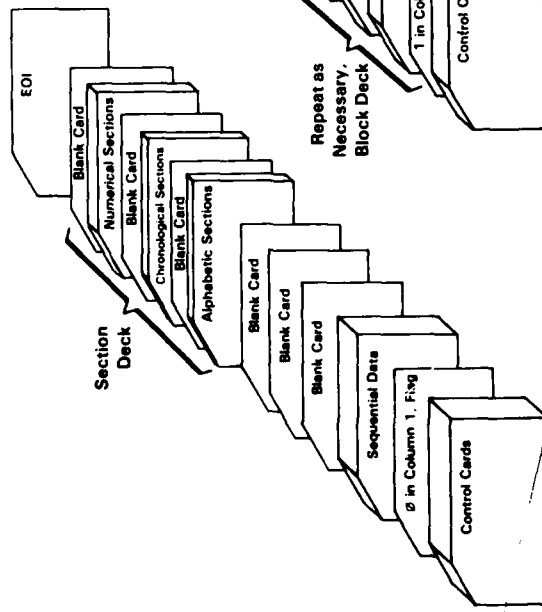 EOI
Blank Card
Numerical Sections
Blank Card
Chronological Sections
Blank Card
Alphabetic Sections
Section
Deck
Blank Card
Blank Card
Blank Card
Sequential Data
Ø in Column 1, Flag
Control Cards
Repeat as
Necessary,
Block Deck
1 in Co
Control C